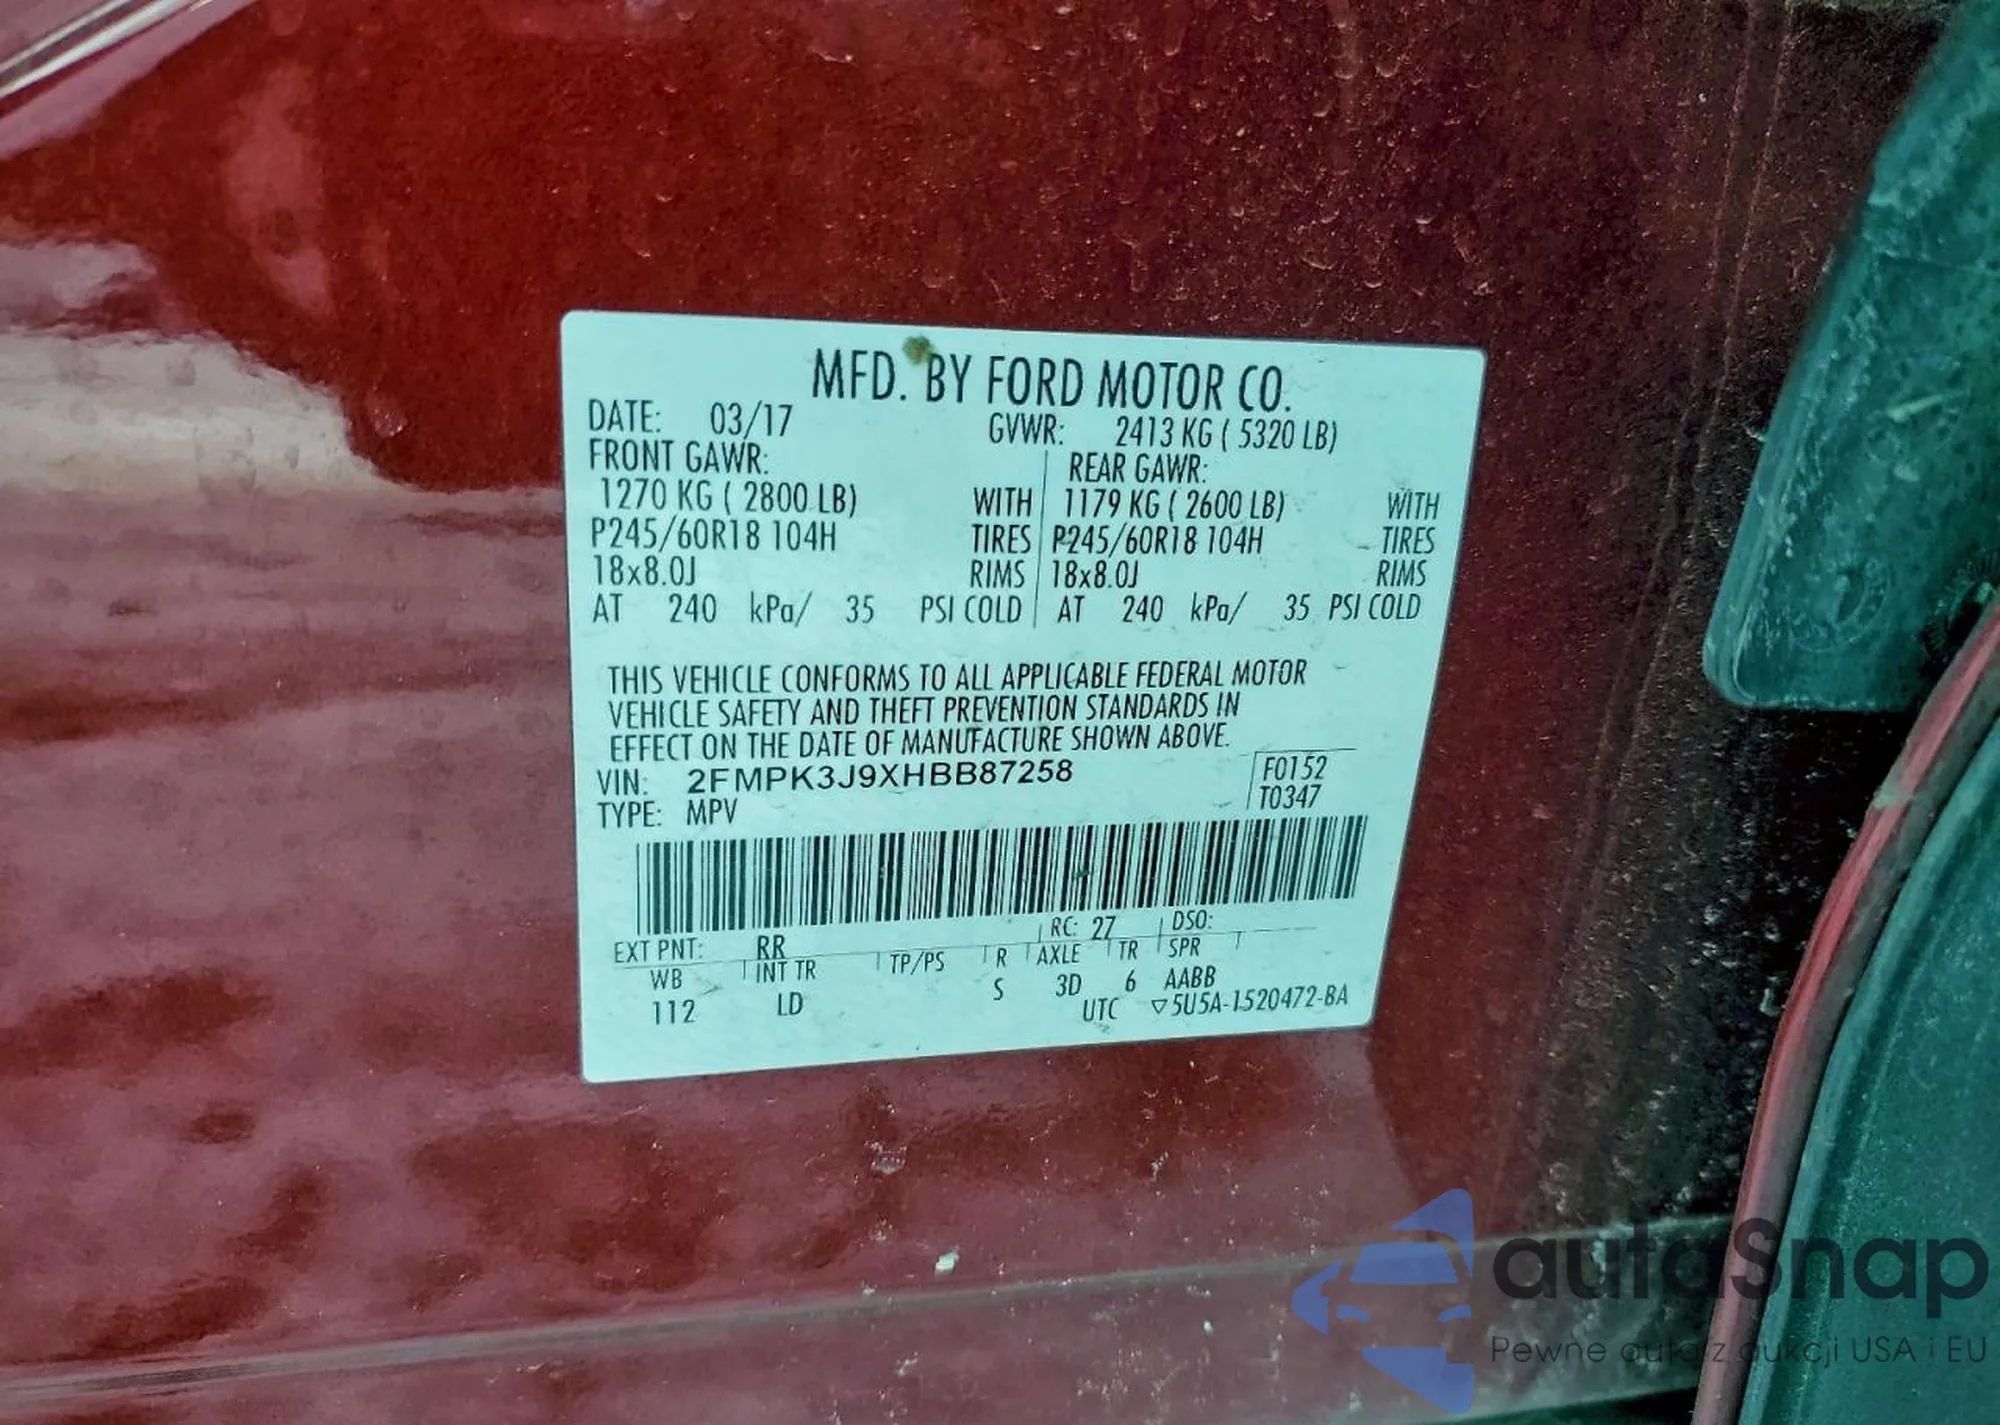 MFD. BY FORD MOTOR CO.
DATE: 03/17 GVWR: 2413 KG ( 5320 LB)
FRONT GAWR: REAR GAWR:
1270 KG ( 2800 LB) WITH 1179 KG ( 2600 LB) WITH
P245/60R18 104H TIRES P245/60R18 104H TIRES
18x8.0J RIMS 18x8.0J RIMS
AT 240 kPa/ 35 PSI COLD AT 240 kPa/ 35 PSI COLD
THIS VEHICLE CONFORMS TO ALL APPLICABLE FEDERAL MOTOR
VEHICLE SAFETY AND THEFT PREVENTION STANDARDS IN
EFFECT ON THE DATE OF MANUFACTURE SHOWN ABOVE.
VIN: 2FMPK3J9XHBB87258 F0152
TYPE: MPV T0347
RC: 27 DSO:
EXT PNT: RR
WB INT TR TP/PS R AXLE TR SPR
112 LD S 3D 6 AABB
UTC ▽5U5A-1520472-BA
autaSnap
Pewne auta z aukcji USA i EU